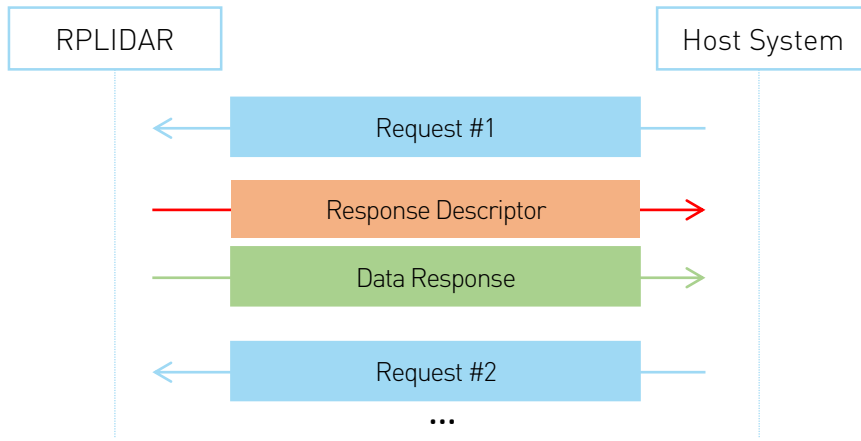 RPLIDAR
Host System
Request #1
Response Descriptor
Data Response
Request #2
...